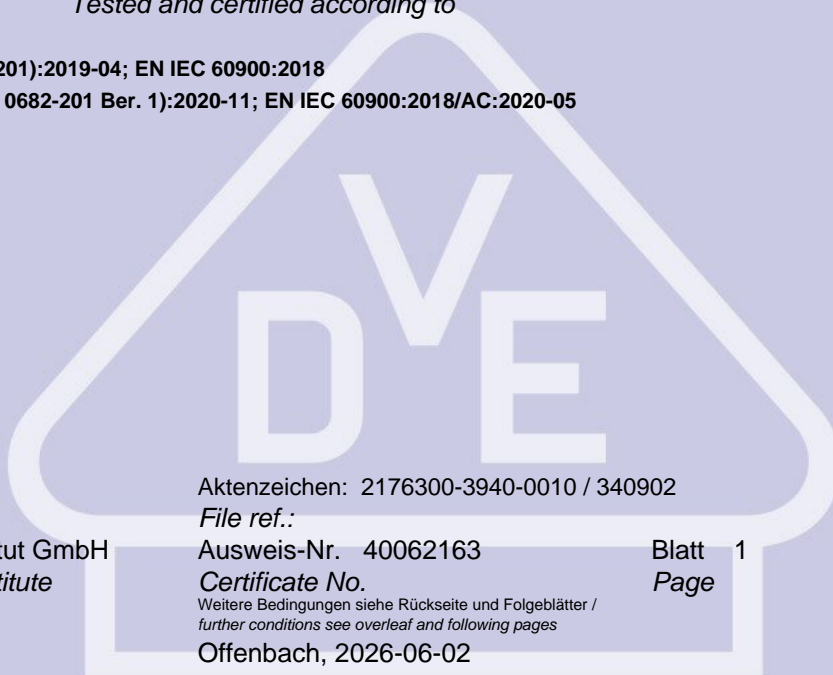 Tested and certified according to
201):2019-04; EN IEC 60900:2018
0682-201 Ber. 1):2020-11; EN IEC 60900:2018/AC:2020-05
VDE
Aktenzeichen: 2176300-3940-0010 / 340902
File ref.:
tut GmbH Ausweis-Nr. 40062163 Blatt 1
titute Certificate No. Page
Weitere Bedingungen siehe Rückseite und Folgeblätter /
further conditions see overleaf and following pages
Offenbach, 2026-06-02